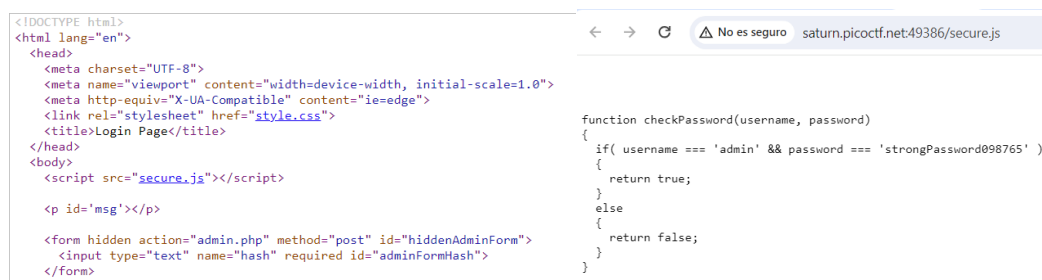 <!DOCTYPE html>
<html lang="en">
  <head>
    <meta charset="UTF-8">
    <meta name="viewport" content="width=device-width, initial-scale=1.0">
    <meta http-equiv="X-UA-Compatible" content="ie=edge">
    <link rel="stylesheet" href="style.css">
    <title>Login Page</title>
  </head>
  <body>
    <script src="secure.js"></script>
    <p id='msg'></p>
    <form hidden action="admin.php" method="post" id="hiddenAdminForm">
      <input type="text" name="hash" required id="adminFormHash">
    </form>
No es seguro saturn.picoctf.net:49386/secure.js
function checkPassword(username, password)
{
  if( username === 'admin' && password === 'strongPassword098765' )
  {
    return true;
  }
  else
  {
    return false;
  }
}